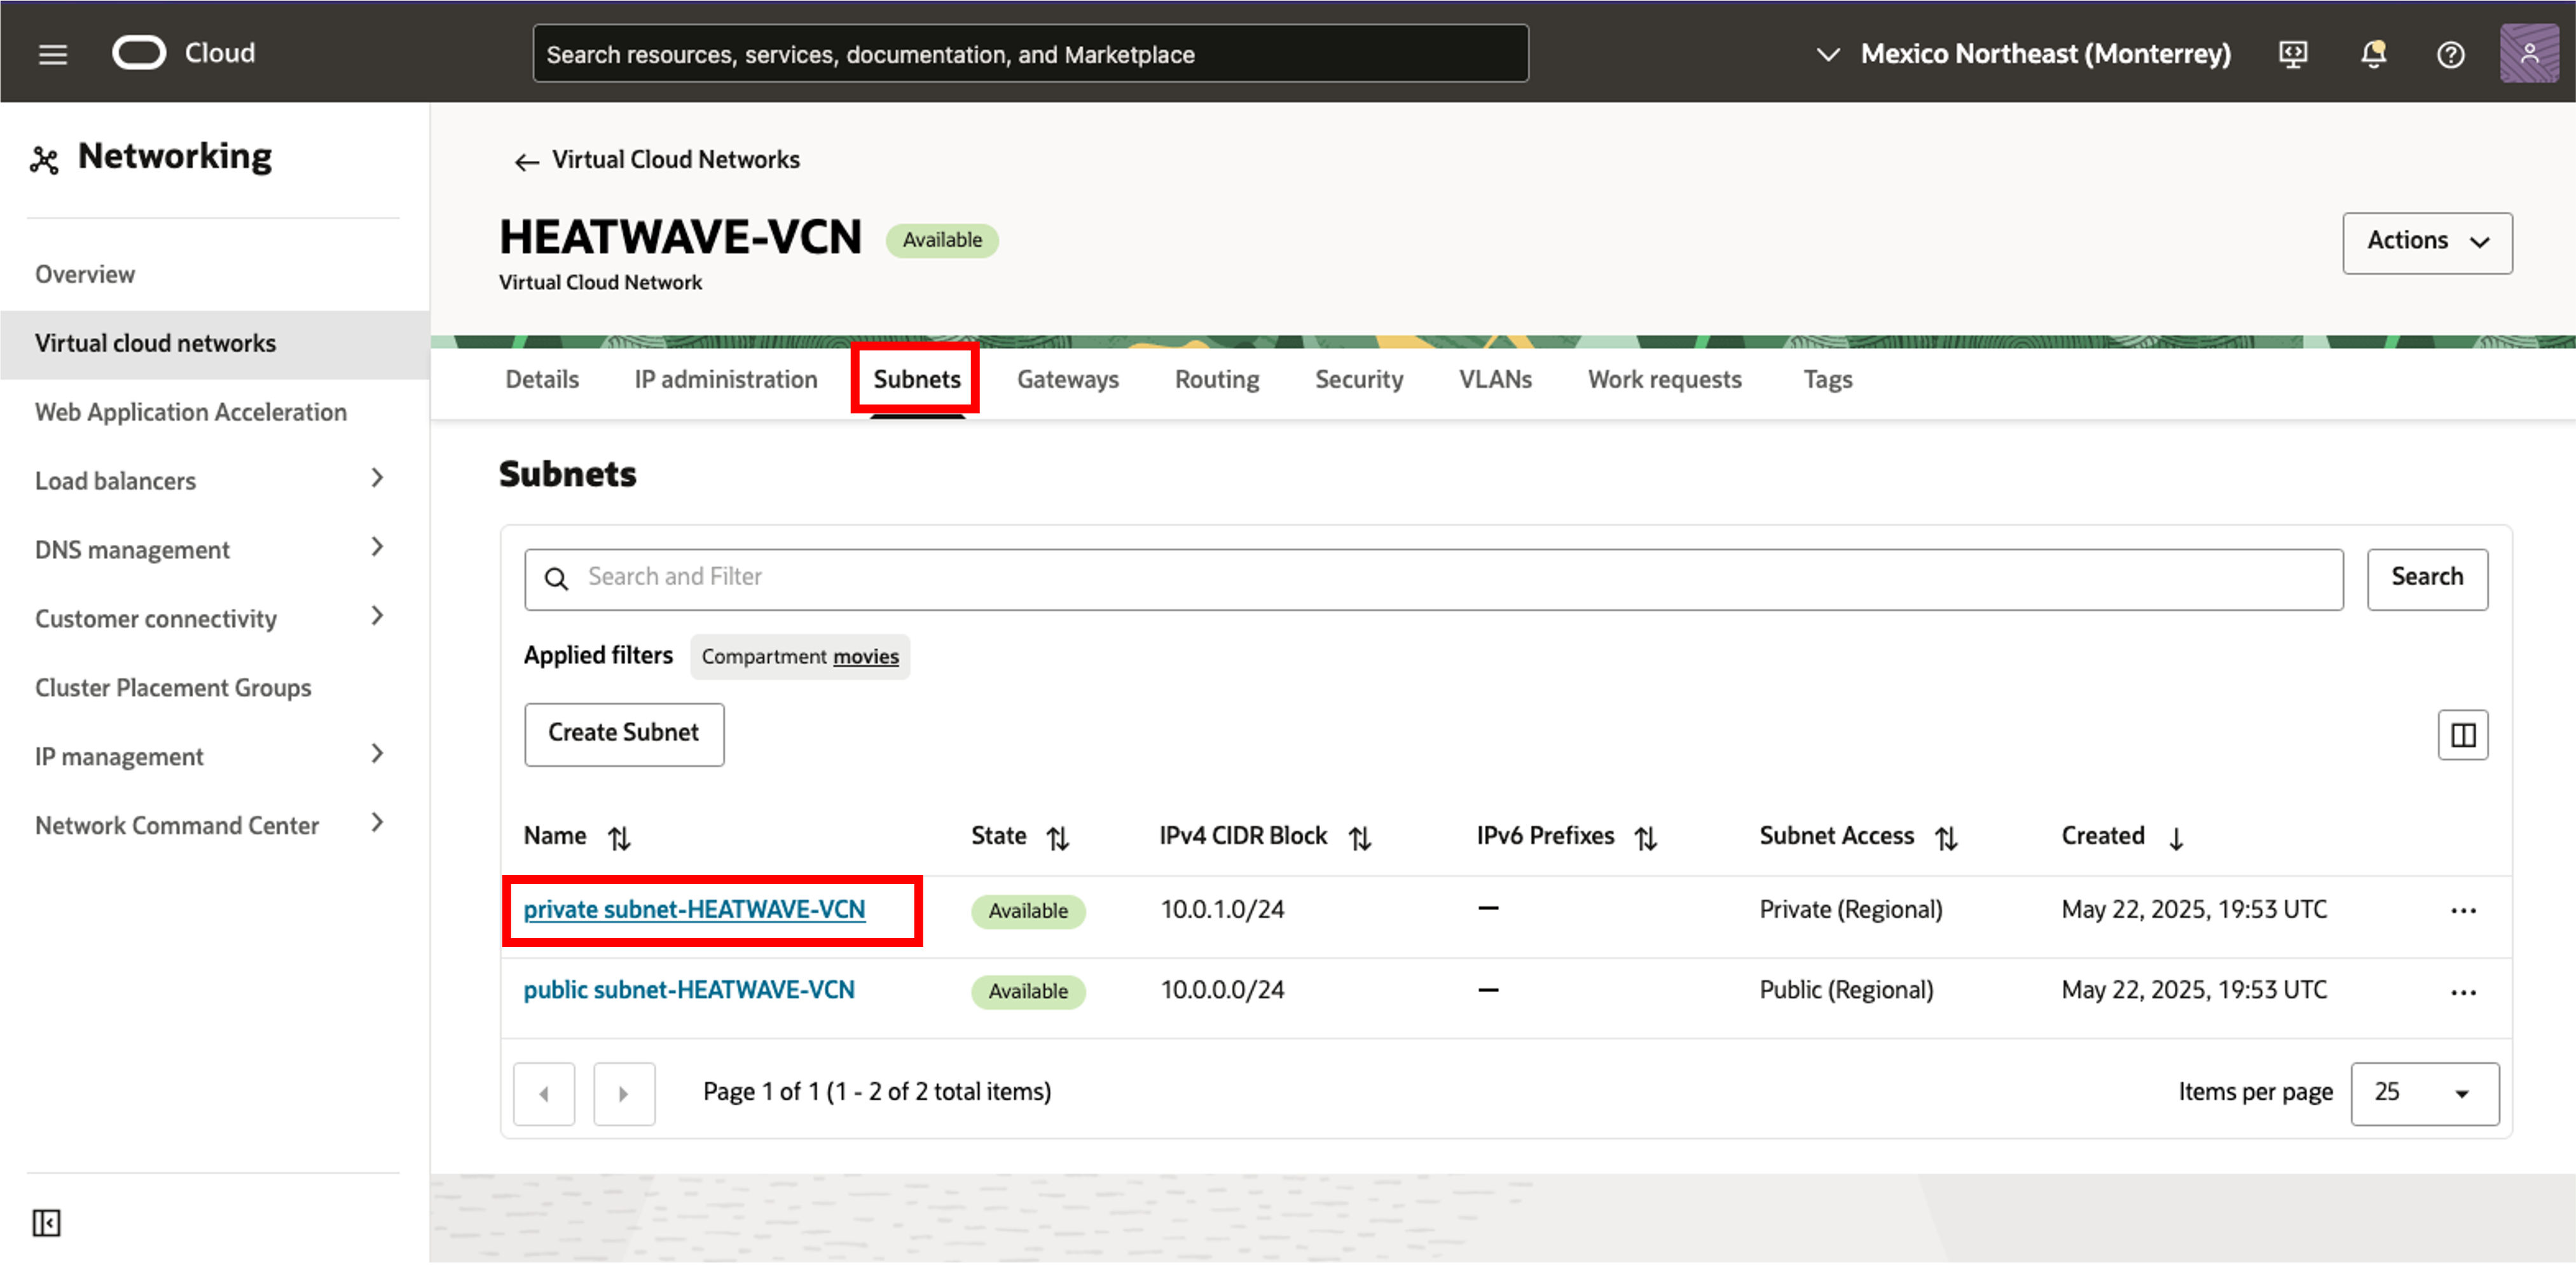 Cloud
Search resources, services, documentation, and Marketplace
Mexico Northeast (Monterrey)
Networking
Overview
Virtual cloud networks
Web Application Acceleration
Load balancers
DNS management
Customer connectivity
Cluster Placement Groups
IP management
Network Command Center
Virtual Cloud Networks
HEATWAVE-VCN Available
Virtual Cloud Network
Actions
Details IP administration Subnets Gateways Routing Security VLANs Work requests Tags
Subnets
Search and Filter
Search
Applied filters Compartment movies
Create Subnet
Name State IPv4 CIDR Block IPv6 Prefixes Subnet Access Created
private subnet-HEATWAVE-VCN Available 10.0.1.0/24 — Private (Regional) May 22, 2025, 19:53 UTC ...
public subnet-HEATWAVE-VCN Available 10.0.0.0/24 — Public (Regional) May 22, 2025, 19:53 UTC ...
Page 1 of 1 (1 - 2 of 2 total items)
Items per page 25